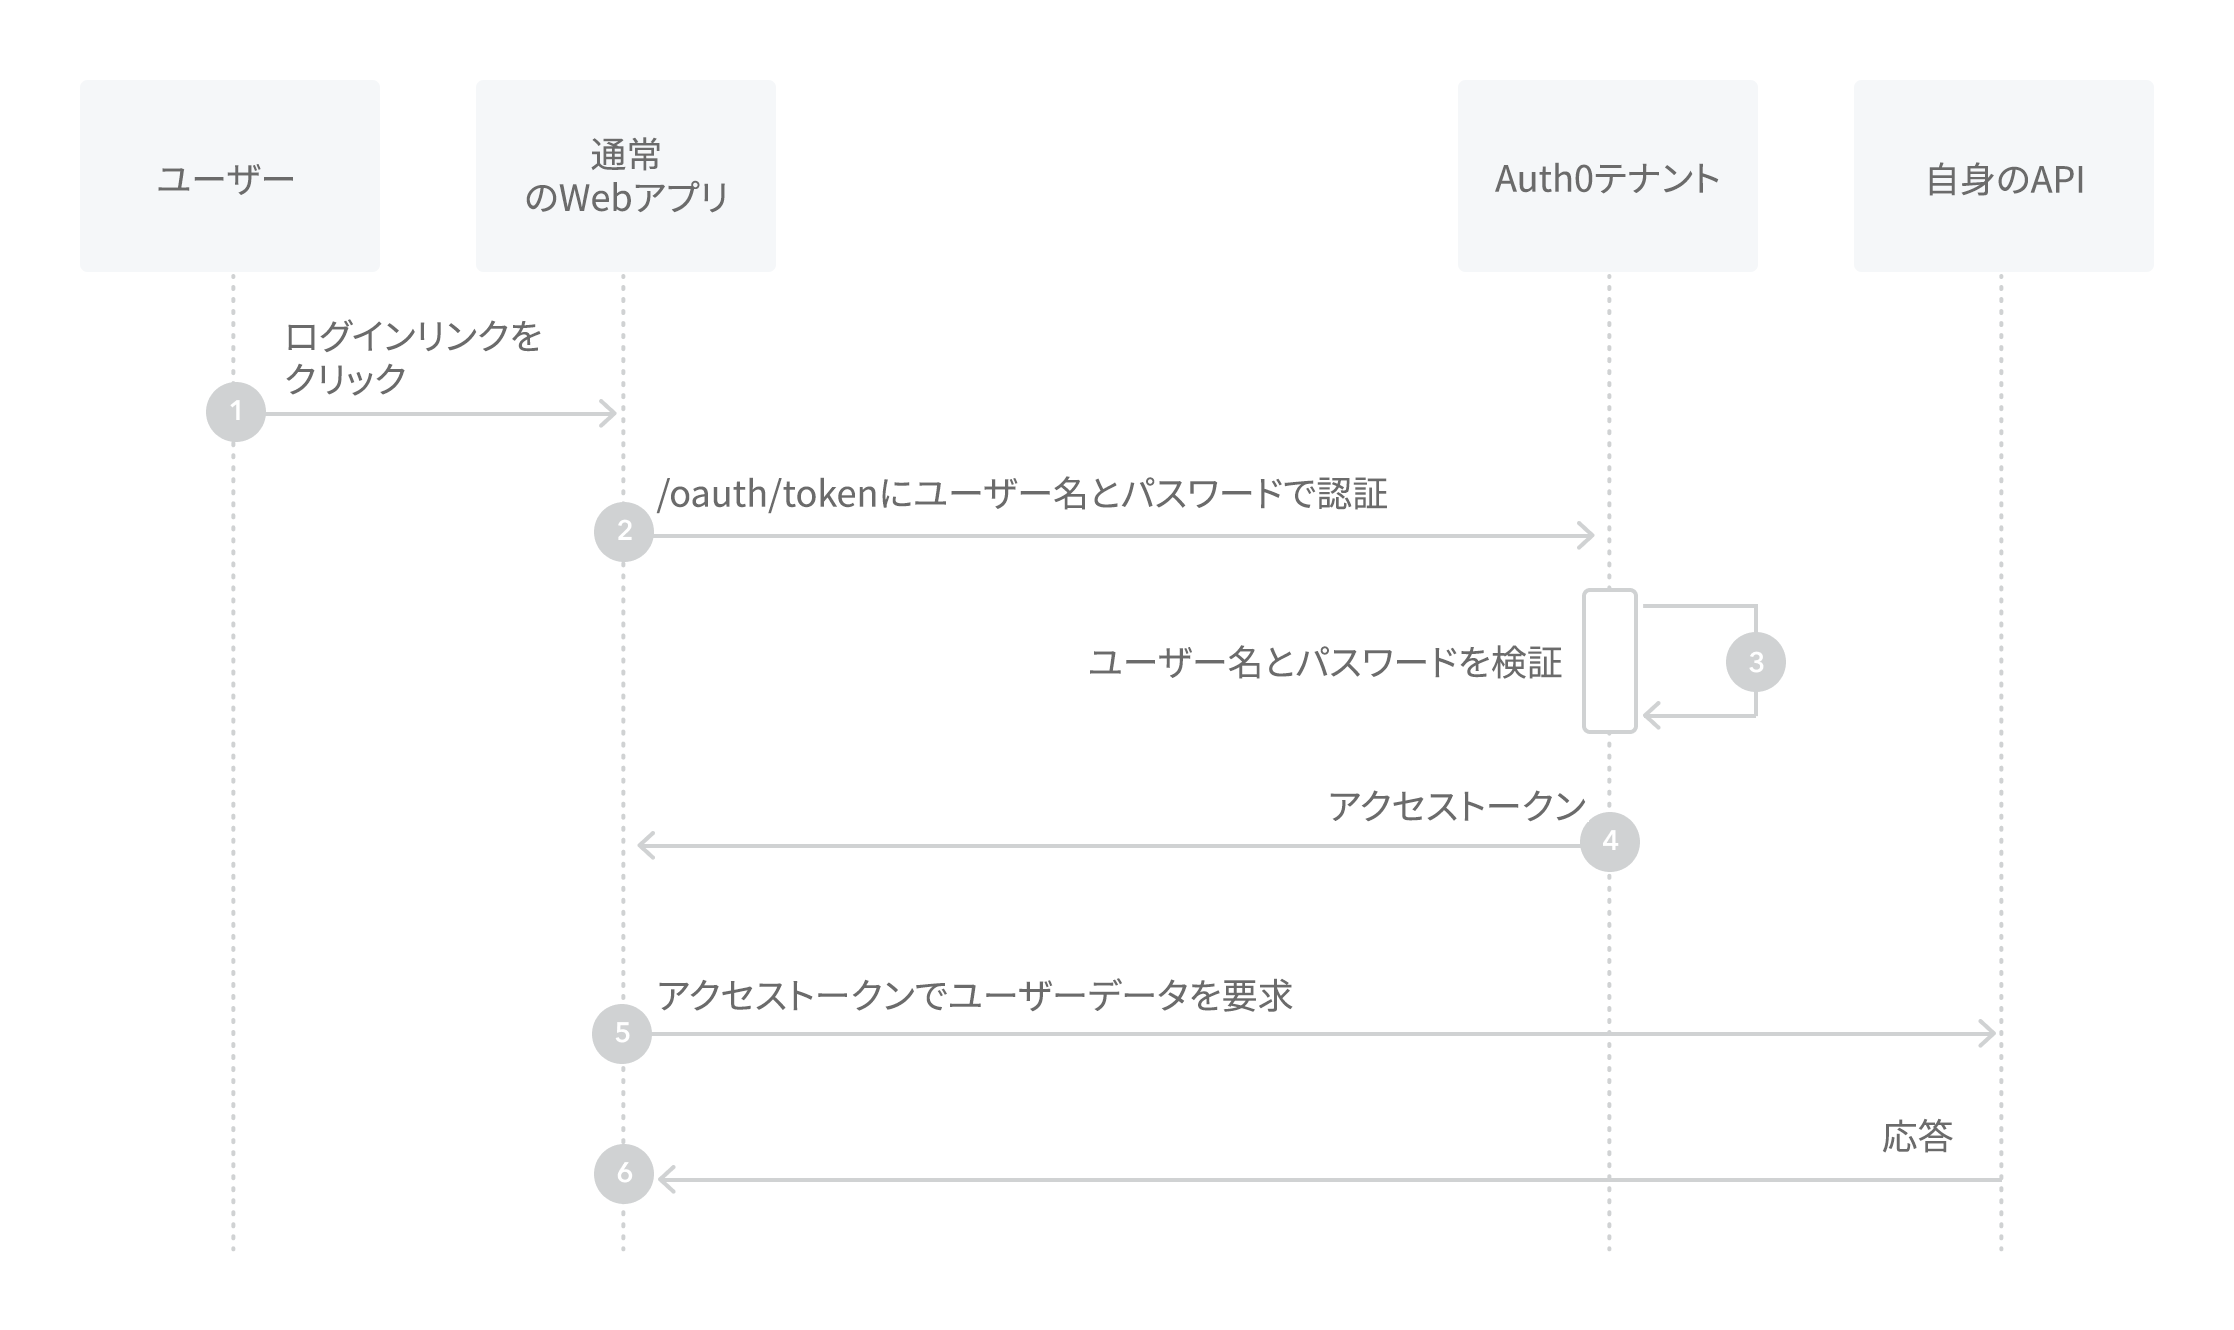 ユーザー
通常
のWebアプリ
Auth0テナント
自身のAPI
ログインリンクを
クリック
1
/oauth/tokenにユーザー名とパスワードで認証
2
ユーザー名とパスワードを検証
3
アクセストークン
4
アクセストークンでユーザーデータを要求
5
応答
6